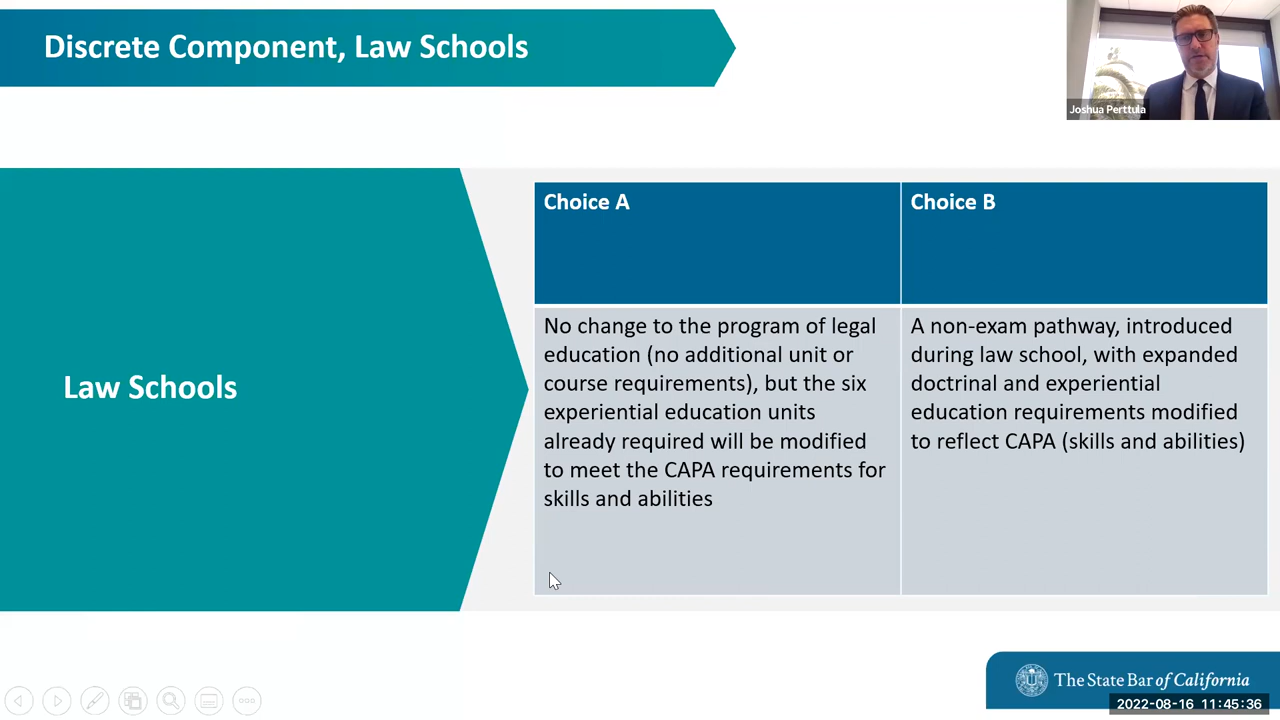 Discrete Component, Law Schools
Joshua Perttula
Law Schools
Choice A
No change to the program of legal
education (no additional unit or
course requirements), but the six
experiential education units
already required will be modified
to meet the CAPA requirements for
skills and abilities
Choice B
A non-exam pathway, introduced
during law school, with expanded
doctrinal and experiential
education requirements modified
to reflect CAPA (skills and abilities)
The State Bar of California
2022-08-16 11:45:36